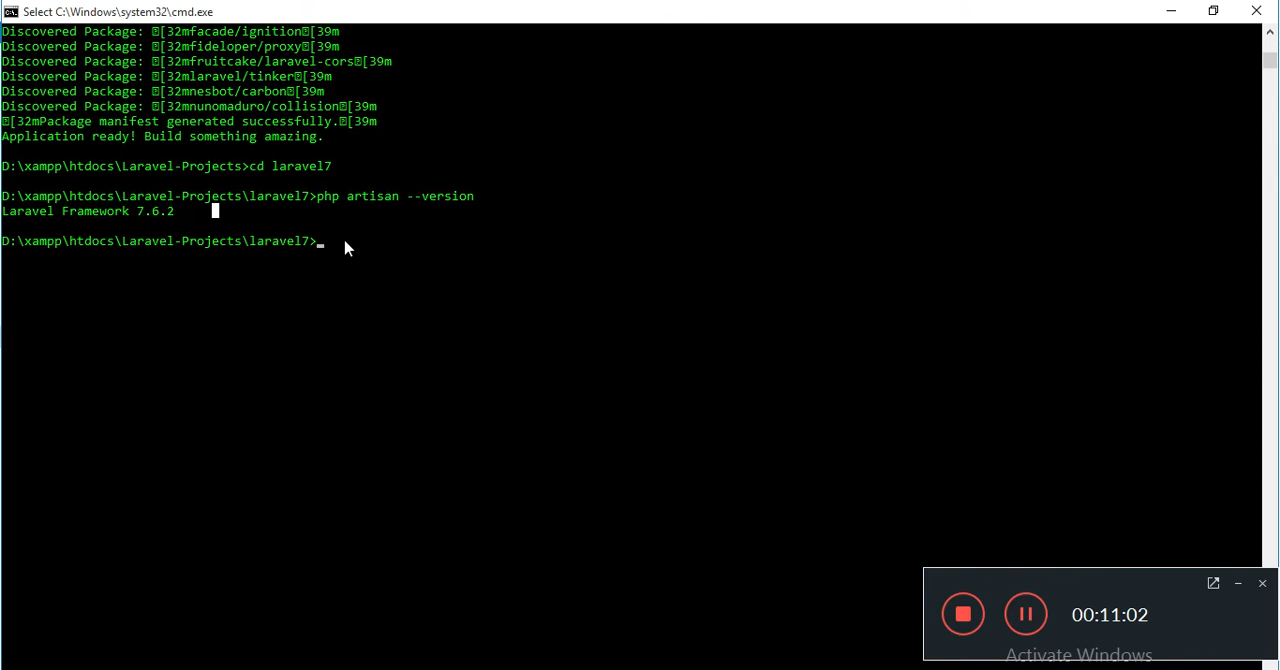 Select C:\Windows\system32\cmd.exe
Discovered Package: [32mfacade/ignition[39m
Discovered Package: [32mfideloper/proxy[39m
Discovered Package: [32mfruitcake/laravel-cors[39m
Discovered Package: [32mlaravel/tinker[39m
Discovered Package: [32mnesbot/carbon[39m
Discovered Package: [32mnunomaduro/collision[39m
[32mPackage manifest generated successfully.[39m
Application ready! Build something amazing.
D:\xampp\htdocs\Laravel-Projects>cd laravel7
D:\xampp\htdocs\Laravel-Projects\laravel7>php artisan --version
Laravel Framework 7.6.2
D:\xampp\htdocs\Laravel-Projects\laravel7>_
00:11:02
Activate Windows